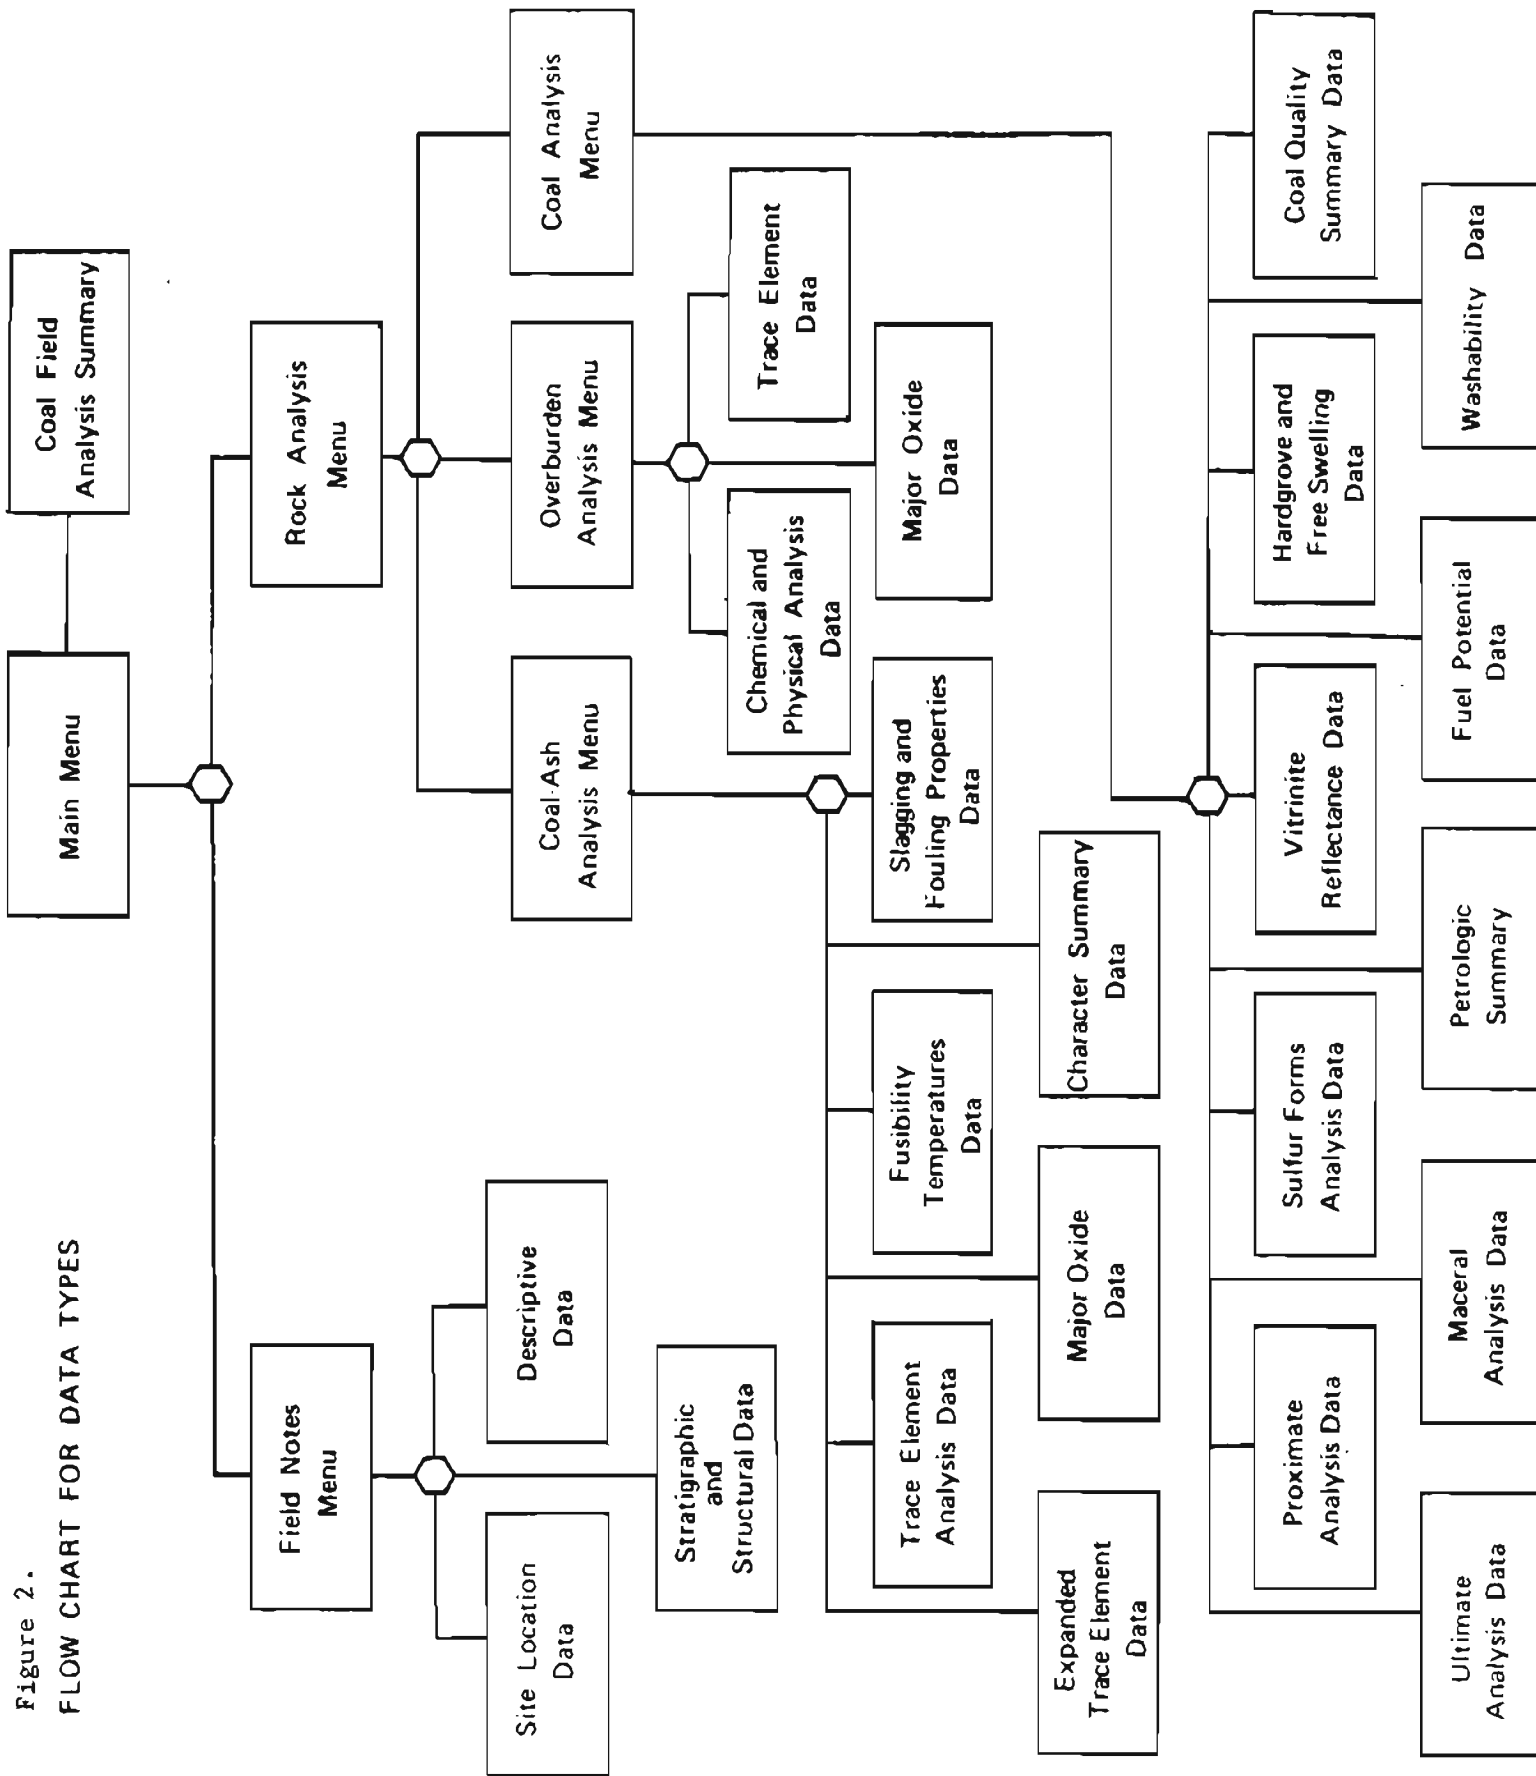 Figure 2.
FLOW CHART FOR DATA TYPES
Main Menu
Coal Field
Analysis Summary
Field Notes
Menu
Rock Analysis
Menu
Site Location
Data
Descriptive
Data
Stratigraphic
and
Structural Data
Coal-Ash
Analysis Menu
Overburden
Analysis Menu
Coal Analysis
Menu
Chemical and
Physical Analysis
Data
Trace Element
Data
Major Oxide
Data
Trace Element
Analysis Data
Fusibility
Temperatures
Data
Slagging and
Fouling Properties
Data
Expanded
Trace Element
Data
Major Oxide
Data
Character Summary
Data
Proximate
Analysis Data
Sulfur Forms
Analysis Data
Vitrinite
Reflectance Data
Hardgrove and
Free Swelling
Data
Coal Quality
Summary Data
Ultimate
Analysis Data
Maceral
Analysis Data
Petrologic
Summary
Fuel Potential
Data
Washability Data